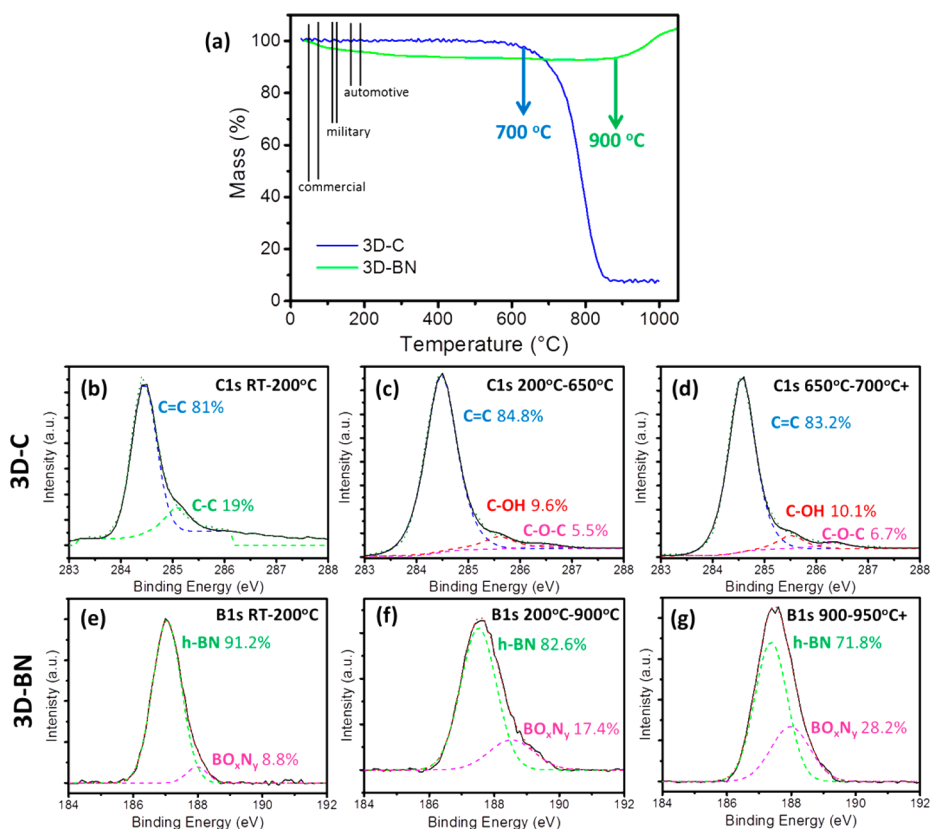 (a)
100
80
60
40
20
0
Mass (%)
automotive
military
commercial
700 °C
900 °C
3D-C
3D-BN
0 200 400 600 800 1000
Temperature (°C)
3D-C
(b)
C1s RT-200°C
C=C 81%
C-C 19%
Intensity (a.u.)
283 284 285 286 287 288
Binding Energy (eV)
(c)
C1s 200°C-650°C
C=C 84.8%
C-OH 9.6%
C-O-C 5.5%
Intensity (a.u.)
283 284 285 286 287 288
Binding Energy (eV)
(d)
C1s 650°C-700°C+
C=C 83.2%
C-OH 10.1%
C-O-C 6.7%
Intensity (a.u.)
283 284 285 286 287 288
Binding Energy (eV)
3D-BN
(e)
B1s RT-200°C
h-BN 91.2%
BOxNy 8.8%
Intenisty (a.u.)
184 186 188 190 192
Binding Energy (eV)
(f)
B1s 200°C-900°C
h-BN 82.6%
BOxNy 17.4%
Intensity (a.u.)
184 186 188 190 192
Binding Energy (eV)
(g)
B1s 900-950°C+
h-BN 71.8%
BOxNy 28.2%
Intensity (a.u.)
184 186 188 190 192
Binding Energy (eV)